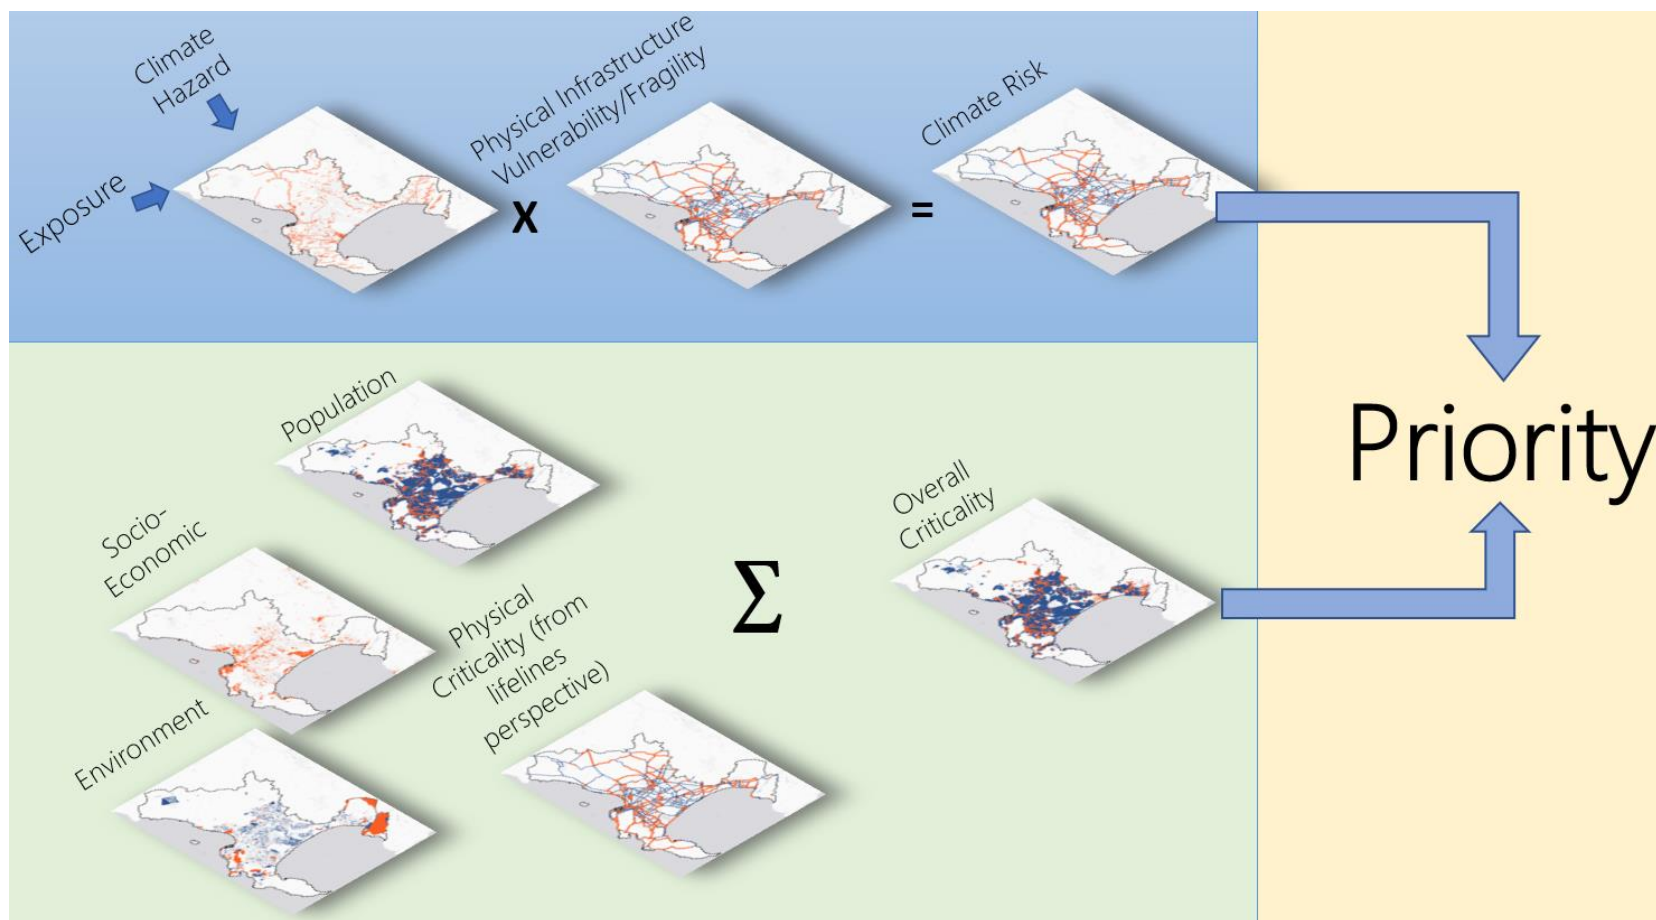 Climate
Hazard
Exposure
X
Physical Infrastructure
Vulnerability/Fragility
=
Climate Risk
Priority
Population
Socio-
Economic
Environment
Physical
Criticality (from
lifelines
perspective)
Σ
Overall
Criticality